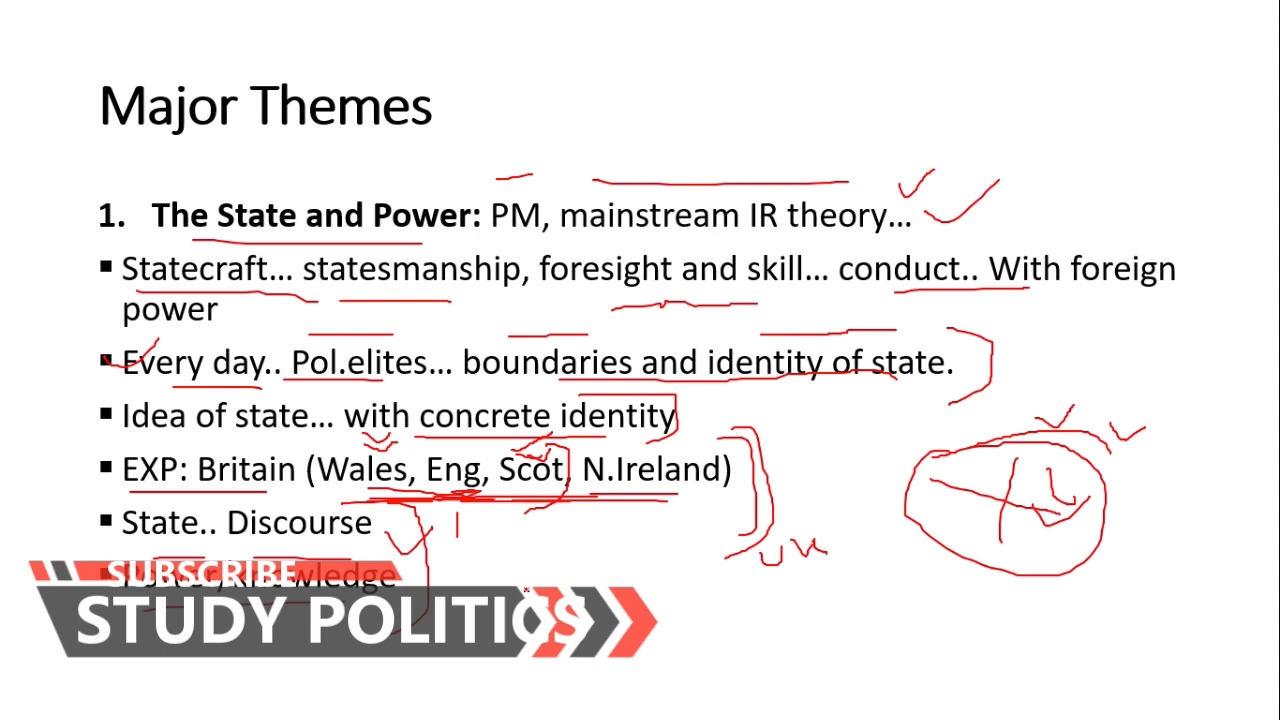 Major Themes
1. The State and Power: PM, mainstream IR theory...
▪ Statecraft... statesmanship, foresight and skill... conduct.. With foreign
power
▪ Every day.. Pol.elites... boundaries and identity of state.
▪ Idea of state... with concrete identity
▪ EXP: Britain (Wales, Eng, Scot, N.Ireland)
▪ State.. Discourse
UK
▪ Power/knowledge
SUBSCRIBE
STUDY POLITICS